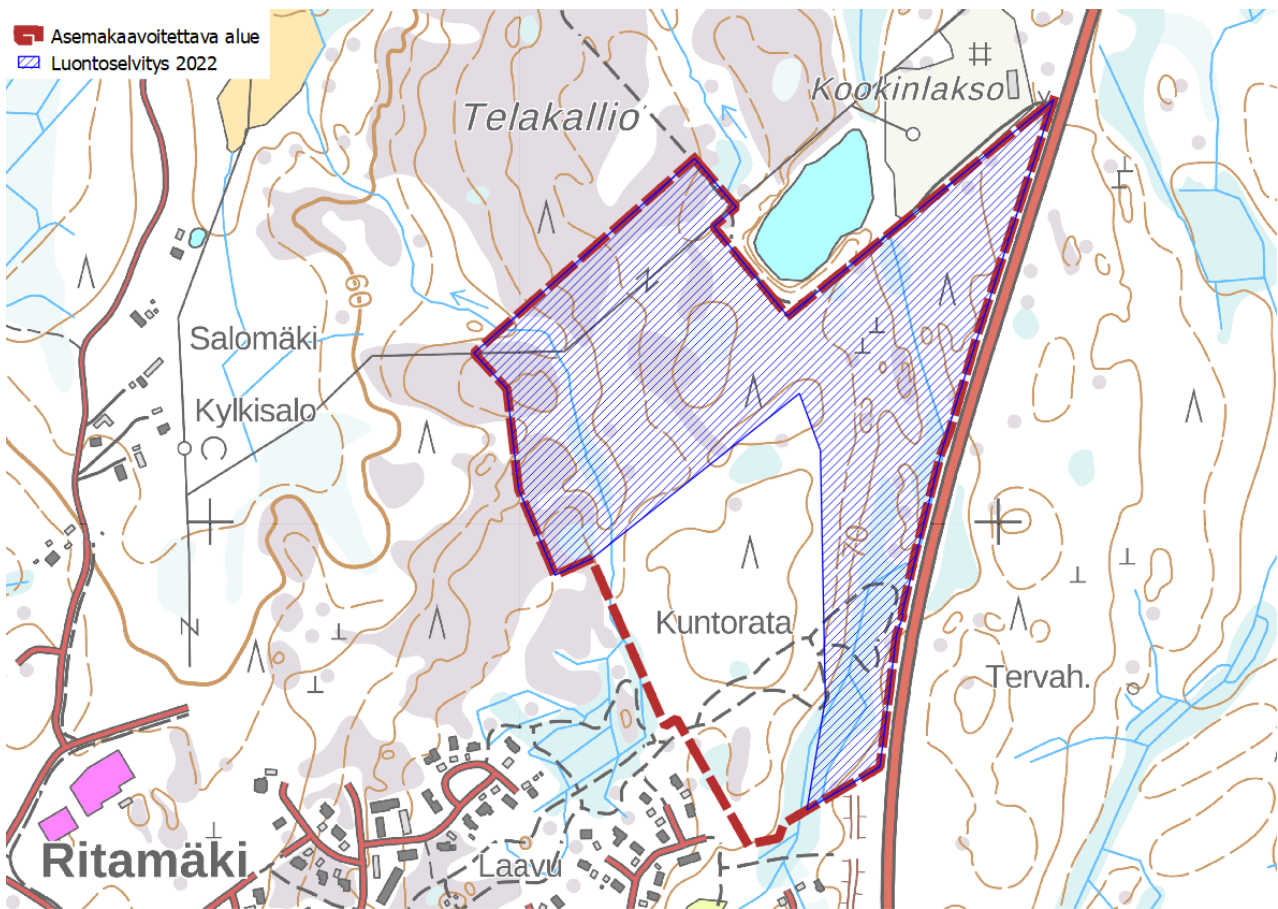 Asemakaavoitettava alue
Luontoselvitys 2022
Kookinlakso
Telakallio
60
Salomäki
Kylkisalo
70
Kuntorata
Tervah.
Ritamäki
Laavu